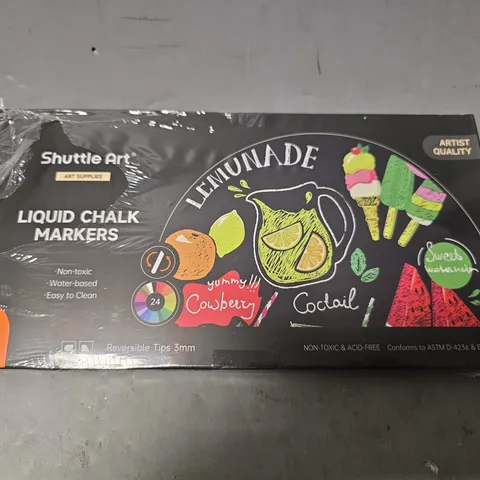 Shuttle Art
ART SUPPLIES
LIQUID CHALK
MARKERS
·Non-toxic
·Water-based
·Easy to Clean
24
Reversible Tips 3mm
LEMUNADE
ARTIST
QUALITY
yummy!!!
Cowberry
Coctail
Sweet
NON-TOXIC & ACID-FREE Conforms to ASTM D-4236 &